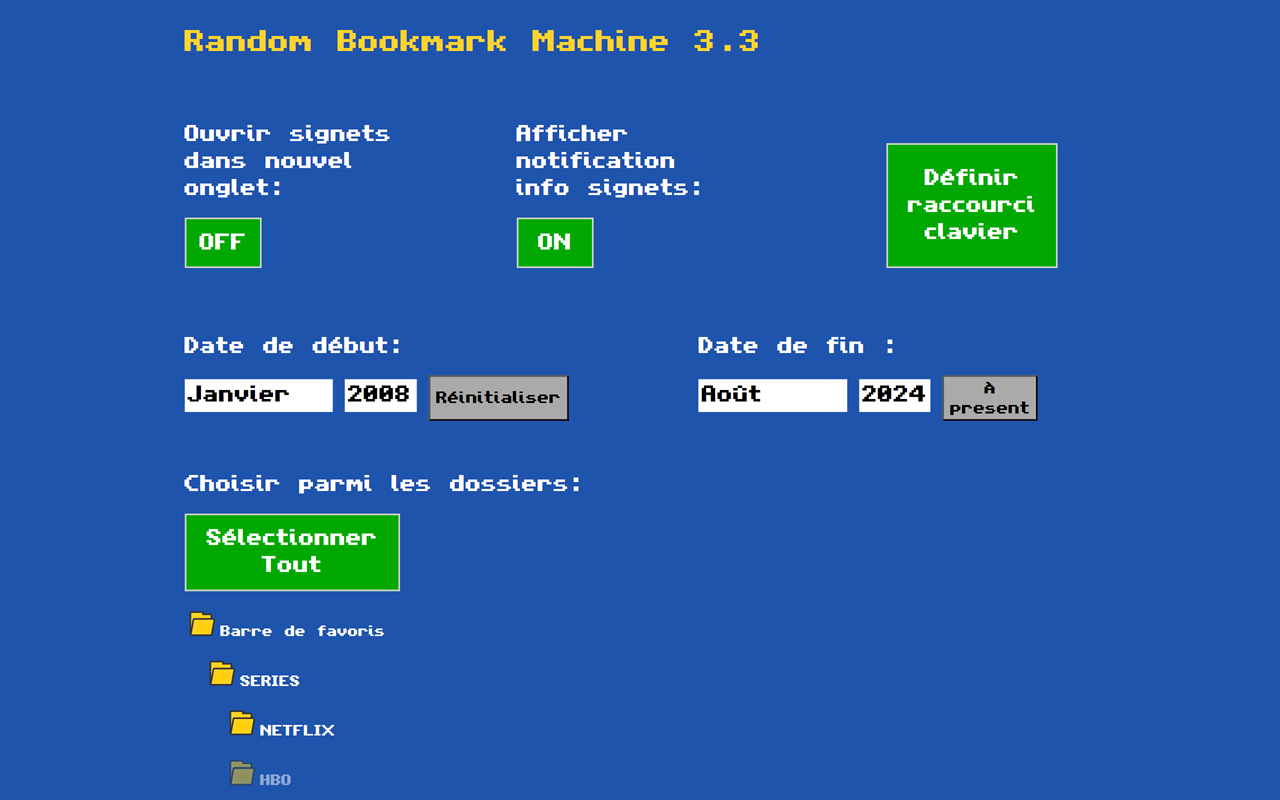 Random Bookmark Machine 3.3
Ouvrir signets
dans nouvel
onglet:
OFF
Afficher
notification
info signets:
ON
Définir
raccourci
clavier
Date de début:
Janvier 2008 Réinitialiser
Date de fin :
Août 2024 À
present
Choisir parmi les dossiers:
Sélectionner
Tout
Barre de favoris
SERIES
NETFLIX
HBO